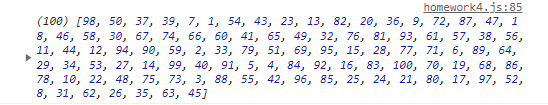 homework4.js:85
(100) [98, 50, 37, 39, 7, 1, 54, 43, 23, 13, 82, 20, 36, 9, 72, 87, 47, 1
8, 46, 58, 30, 67, 74, 66, 60, 41, 65, 49, 32, 76, 81, 93, 61, 57, 38, 56,
11, 44, 12, 94, 90, 59, 2, 33, 79, 51, 69, 95, 15, 28, 77, 71, 6, 89, 64,
29, 34, 53, 27, 14, 99, 40, 91, 5, 4, 84, 92, 16, 83, 100, 70, 19, 68, 86,
78, 10, 22, 48, 75, 73, 3, 88, 55, 42, 96, 85, 25, 24, 21, 80, 17, 97, 52,
8, 31, 62, 26, 35, 63, 45]